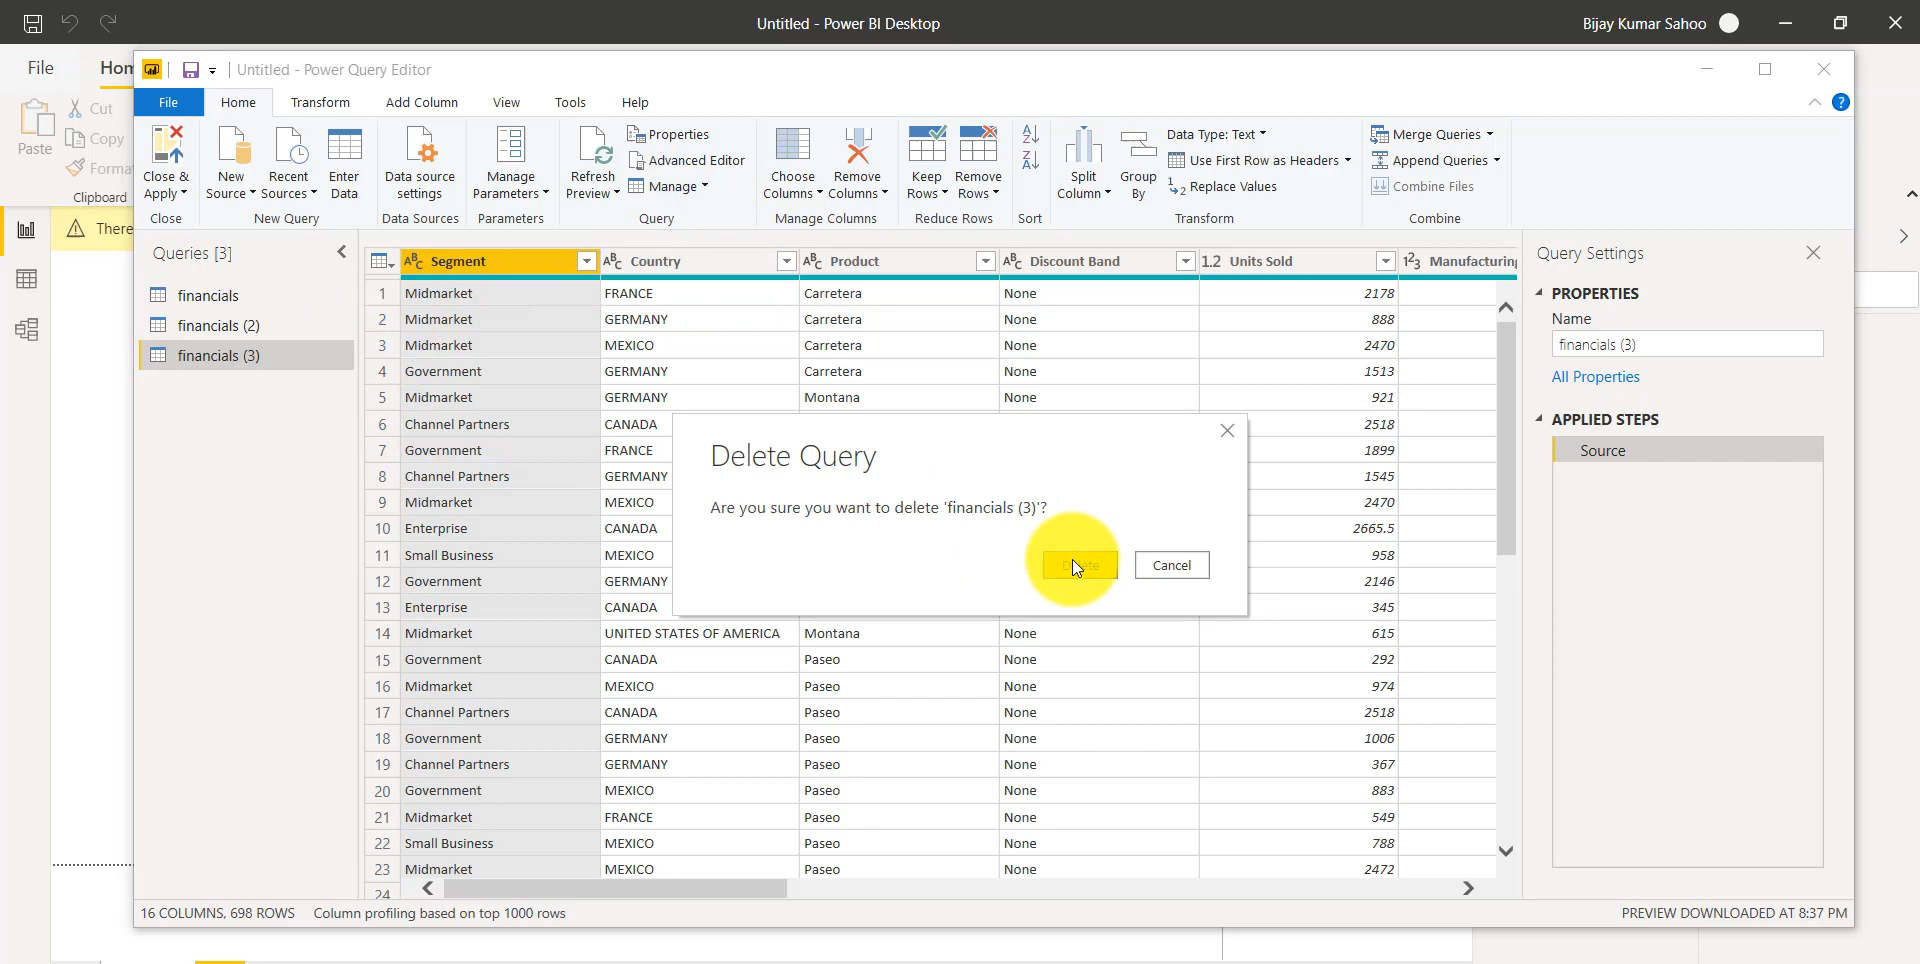 Untitled - Power BI Desktop
Bijay Kumar Sahoo
File
Hom
Untitled - Power Query Editor
File
Home
Transform
Add Column
View
Tools
Help
Paste
Cut
Copy
Forma
Clipboard
Close &
Apply
Close
New
Source
Recent
Sources
Enter
Data
New Query
Data source
settings
Data Sources
Manage
Parameters
Parameters
Refresh
Preview
Properties
Advanced Editor
Manage
Query
Choose
Columns
Remove
Columns
Manage Columns
Keep
Rows
Remove
Rows
Reduce Rows
Sort
Split
Column
Group
By
Data Type: Text
Use First Row as Headers
Replace Values
Transform
Merge Queries
Append Queries
Combine Files
Combine
There
Queries [3]
financials
financials (2)
financials (3)
Segment Country Product Discount Band 1.2 Units Sold 123 Manufacturing
1 Midmarket FRANCE Carretera None 2178
2 Midmarket GERMANY Carretera None 888
3 Midmarket MEXICO Carretera None 2470
4 Government GERMANY Carretera None 1513
5 Midmarket GERMANY Montana None 921
6 Channel Partners CANADA 2518
7 Government FRANCE 1899
8 Channel Partners GERMANY 1545
9 Midmarket MEXICO 2470
10 Enterprise CANADA 2665.5
11 Small Business MEXICO 958
12 Government GERMANY 2146
13 Enterprise CANADA 345
14 Midmarket UNITED STATES OF AMERICA Montana None 615
15 Government CANADA Paseo None 292
16 Midmarket MEXICO Paseo None 974
17 Channel Partners CANADA Paseo None 2518
18 Government GERMANY Paseo None 1006
19 Channel Partners GERMANY Paseo None 367
20 Government MEXICO Paseo None 883
21 Midmarket FRANCE Paseo None 549
22 Small Business MEXICO Paseo None 788
23 Midmarket MEXICO Paseo None 2472
24
Delete Query
Are you sure you want to delete 'financials (3)'?
Delete
Cancel
Query Settings
PROPERTIES
Name
financials (3)
All Properties
APPLIED STEPS
Source
16 COLUMNS, 698 ROWS
Column profiling based on top 1000 rows
PREVIEW DOWNLOADED AT 8:37 PM